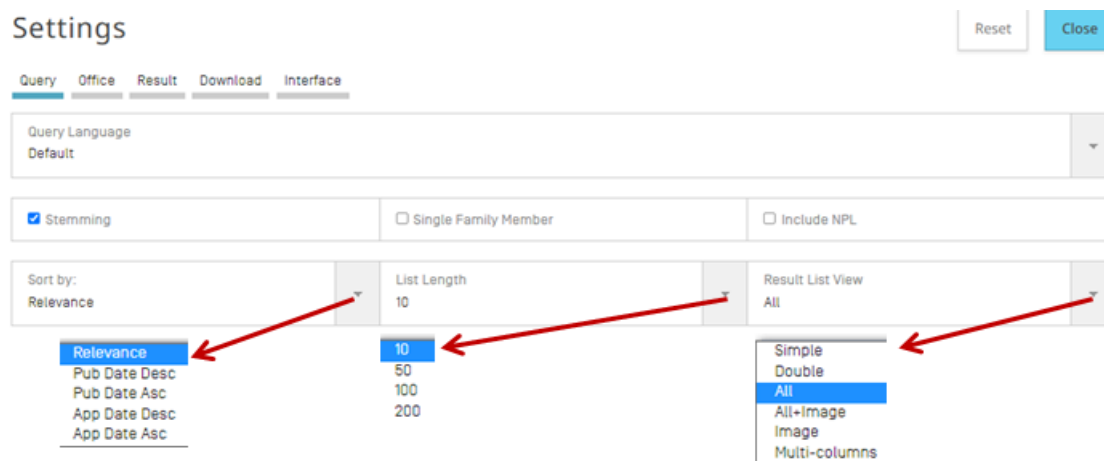 Settings
Reset
Close
Query Office Result Download Interface
Query Language
Default
Stemming
Single Family Member
Include NPL
Sort by:
Relevance
List Length
10
Result List View
All
Relevance
Pub Date Desc
Pub Date Asc
App Date Desc
App Date Asc
10
50
100
200
Simple
Double
All
All+Image
Image
Multi-columns